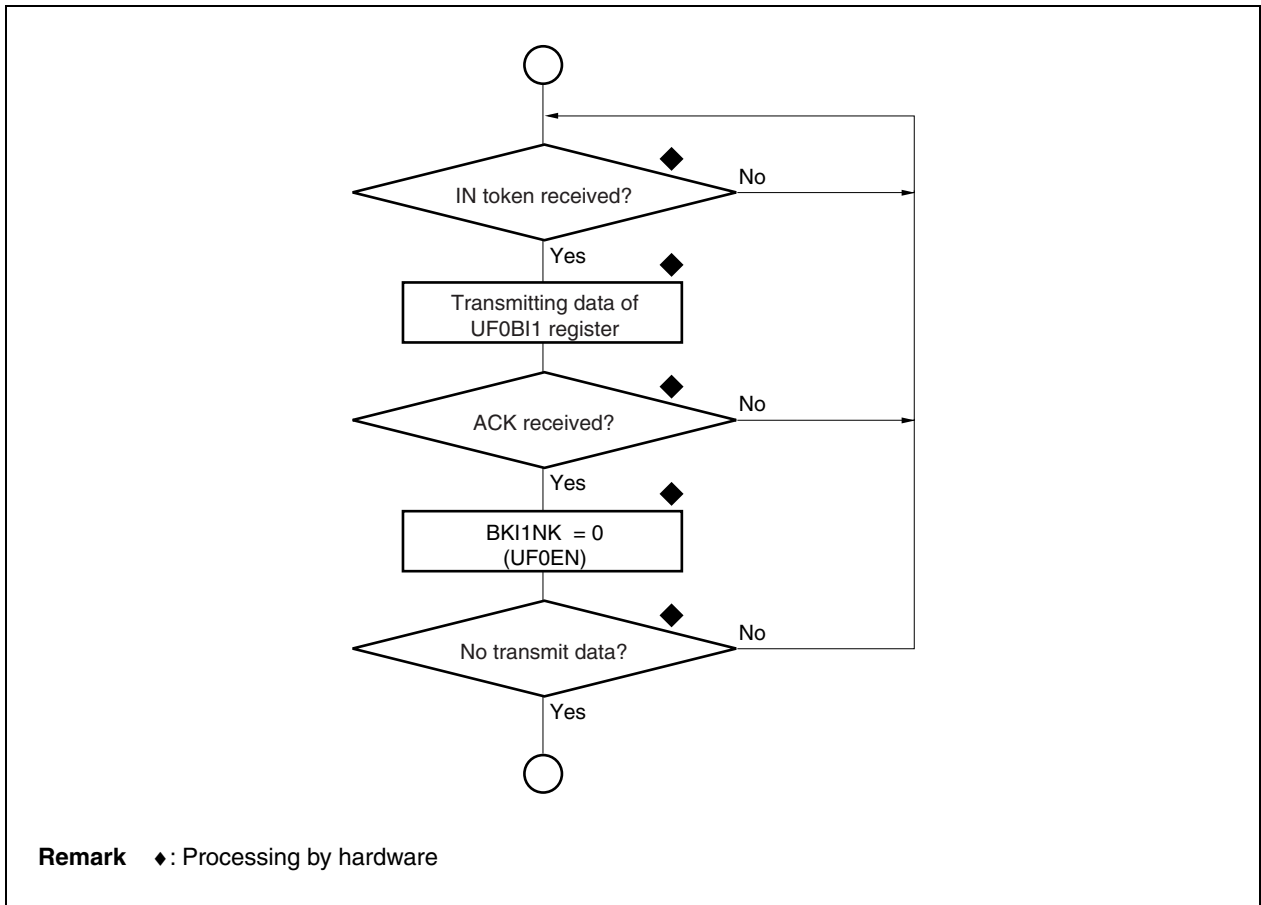 IN token received?
No
Yes
Transmitting data of
UF0BI1 register
ACK received?
No
Yes
BKI1NK = 0
(UF0EN)
No transmit data?
No
Yes
Remark ♦: Processing by hardware